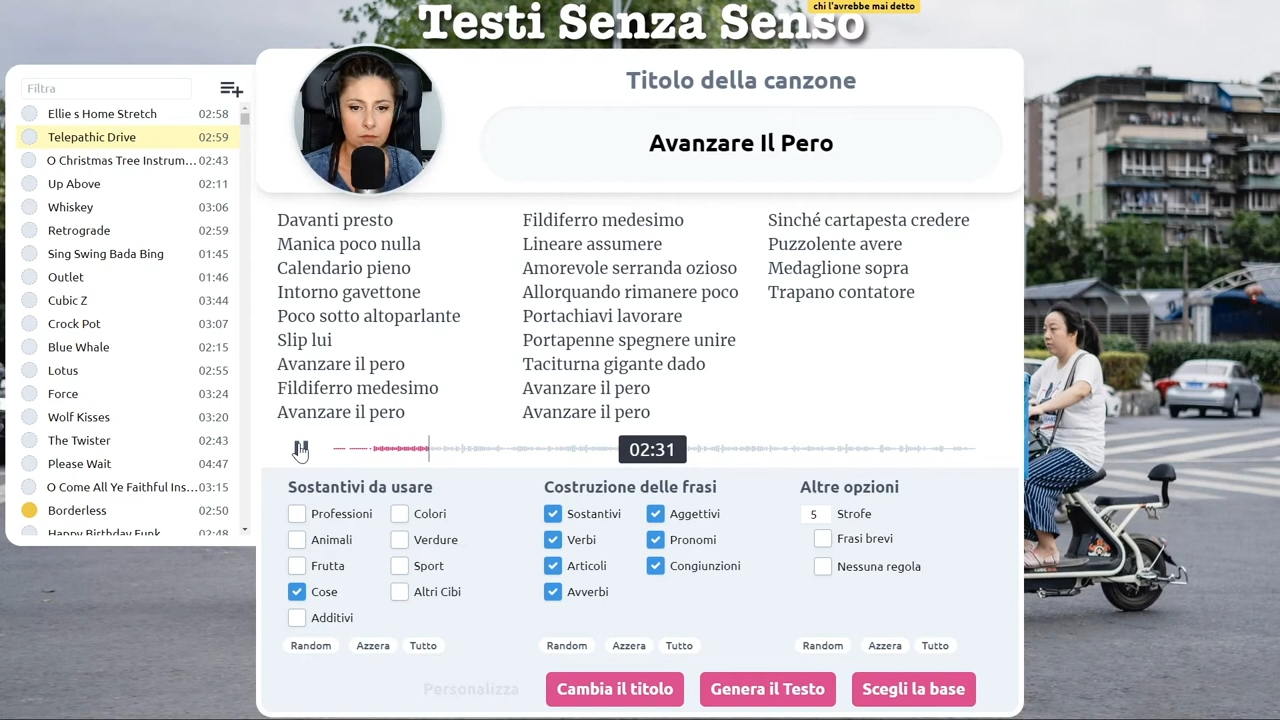 chi l'avrebbe mai detto
Testi Senza Senso
Filtra
Ellie s Home Stretch 02:58
Telepathic Drive 02:59
O Christmas Tree Instrum... 02:43
Up Above 02:11
Whiskey 03:06
Retrograde 02:59
Sing Swing Bada Bing 01:45
Outlet 01:46
Cubic Z 03:44
Crock Pot 03:07
Blue Whale 02:15
Lotus 02:55
Force 03:24
Wolf Kisses 03:20
The Twister 02:43
Please Wait 04:47
O Come All Ye Faithful Ins... 03:15
Borderless 02:50
Happy Birthday Funk 02:48
Titolo della canzone
Avanzare Il Pero
Davanti presto
Manica poco nulla
Calendario pieno
Intorno gavettone
Poco sotto altoparlante
Slip lui
Avanzare il pero
Fildiferro medesimo
Avanzare il pero
Fildiferro medesimo
Lineare assumere
Amorevole serranda ozioso
Allorquando rimanere poco
Portachiavi lavorare
Portapenne spegnere unire
Taciturna gigante dado
Avanzare il pero
Avanzare il pero
Sinché cartapesta credere
Puzzolente avere
Medaglione sopra
Trapano contatore
02:31
Sostantivi da usare
Professioni Colori
Animali Verdure
Frutta Sport
Cose Altri Cibi
Additivi
Random Azzera Tutto
Costruzione delle frasi
Sostantivi Aggettivi
Verbi Pronomi
Articoli Congiunzioni
Avverbi
Random Azzera Tutto
Altre opzioni
5 Strofe
Frasi brevi
Nessuna regola
Random Azzera Tutto
Personalizza Cambia il titolo Genera il Testo Scegli la base